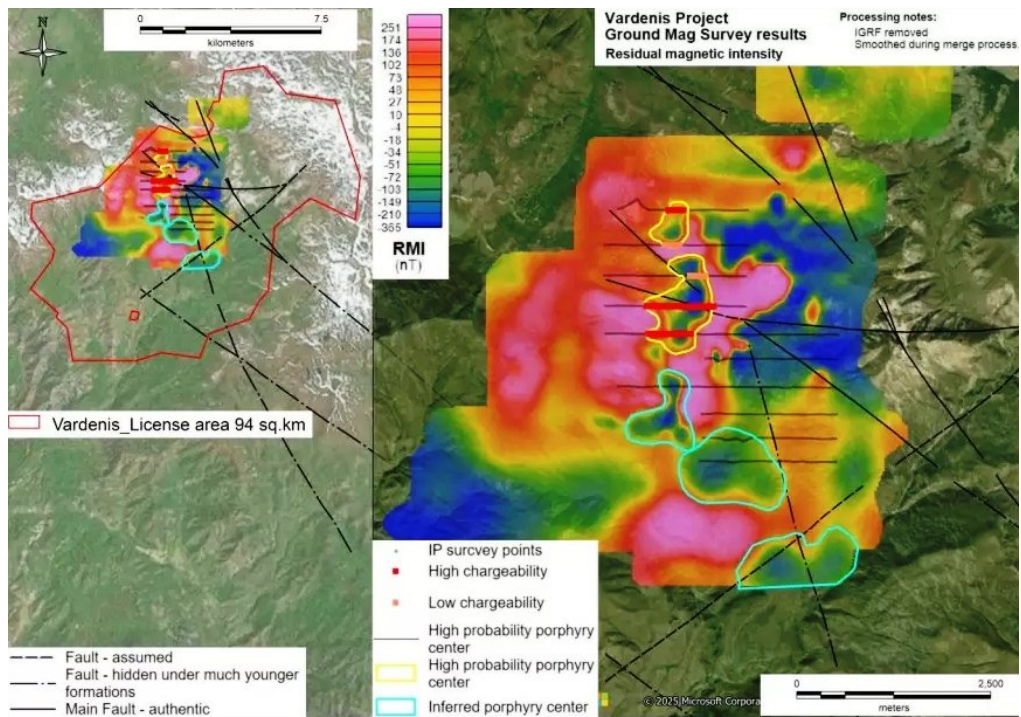 N
0
7.5
kilometers
251
174
136
102
73
48
27
10
-4
-18
-34
-51
-72
-103
-149
-210
-355
RMI
(nT)
Vardenis Project
Ground Mag Survey results
Residual magnetic intensity
Processing notes:
IGRF removed
Smoothed during merge process.
Vardenis_License area 94 sq.km
Fault - assumed
Fault - hidden under much younger
formations
Main Fault - authentic
IP surcvey points
High chargeability
Low chargeability
High probability porphyry
center
High probability porphyry
center
Inferred porphyry center
© 2025 Microsoft Corpora
0
2,500
meters